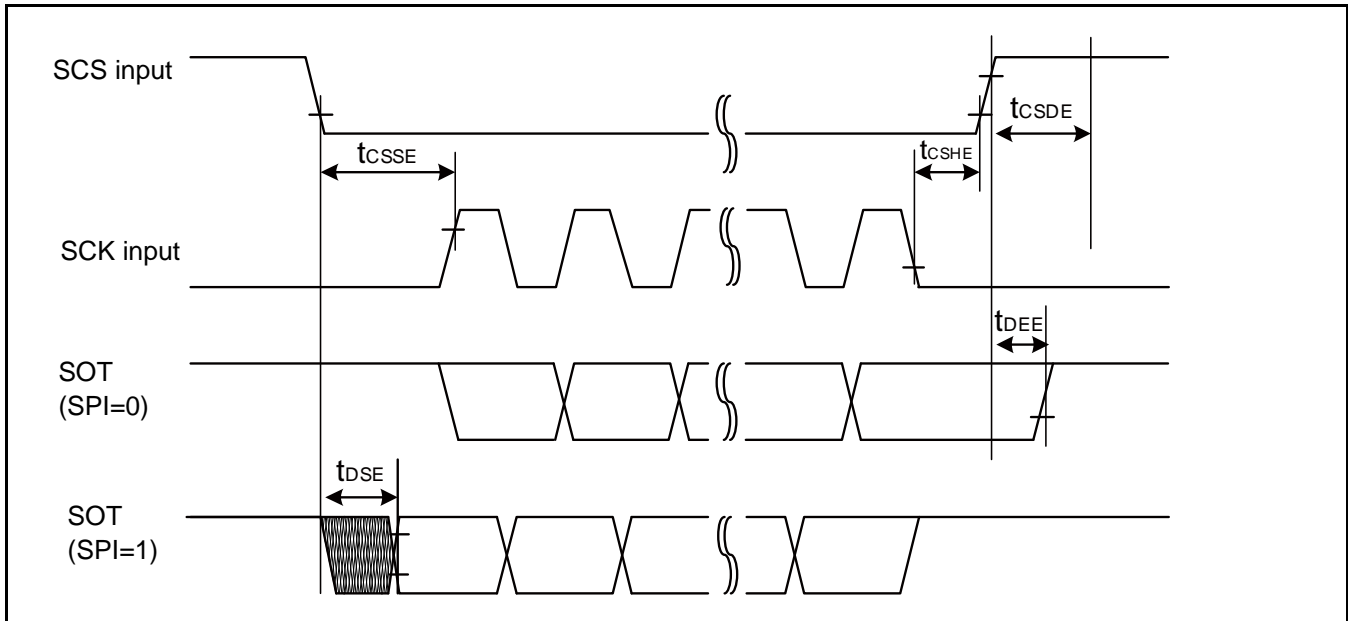 SCS input
tCSDE
tCSSE
tCSHE
SCK input
tDEE
SOT
(SPI=0)
tDSE
SOT
(SPI=1)